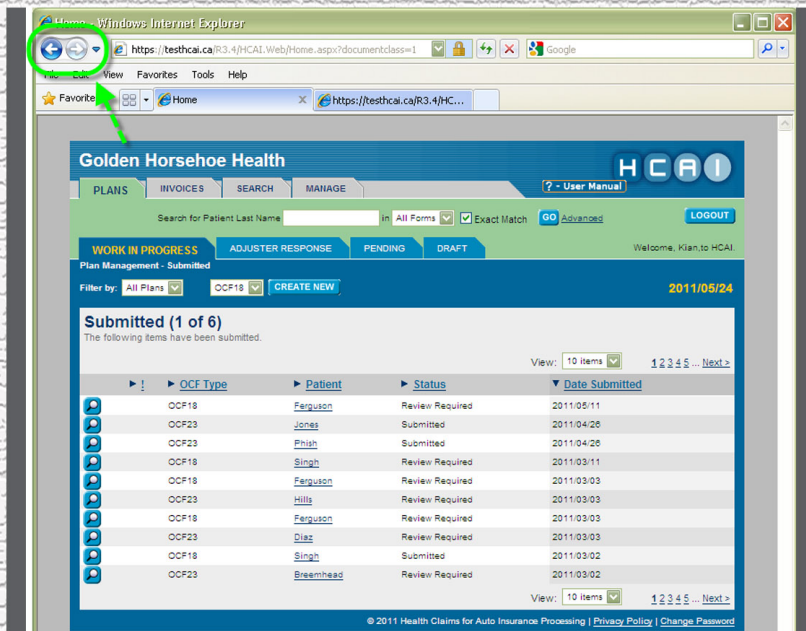 Home - Windows Internet Explorer
https://testhcai.ca/R3.4/HCAI.Web/Home.aspx?documentclass=1 Google
File Edit View Favorites Tools Help
Favorite Home https://testhcai.ca/R3.4/HC...
Golden Horsehoe Health HCAI
PLANS INVOICES SEARCH MANAGE ? - User Manual
Search for Patient Last Name in All Forms Exact Match GO Advanced LOGOUT
WORK IN PROGRESS ADJUSTER RESPONSE PENDING DRAFT Welcome, Kian,to HCAI.
Plan Management - Submitted
Filter by: All Plans OCF18 CREATE NEW 2011/05/24
Submitted (1 of 6)
The following items have been submitted.
View: 10 items 1 2 3 4 5 ... Next >
! OCF Type Patient Status Date Submitted
OCF18 Ferguson Review Required 2011/05/11
OCF23 Jones Submitted 2011/04/26
OCF23 Phish Submitted 2011/04/26
OCF18 Singh Review Required 2011/03/11
OCF18 Ferguson Review Required 2011/03/03
OCF23 Hills Review Required 2011/03/03
OCF18 Ferguson Review Required 2011/03/03
OCF23 Diaz Review Required 2011/03/03
OCF18 Singh Submitted 2011/03/02
OCF23 Breemhead Review Required 2011/03/02
View: 10 items 1 2 3 4 5 ... Next >
© 2011 Health Claims for Auto Insurance Processing | Privacy Policy | Change Password